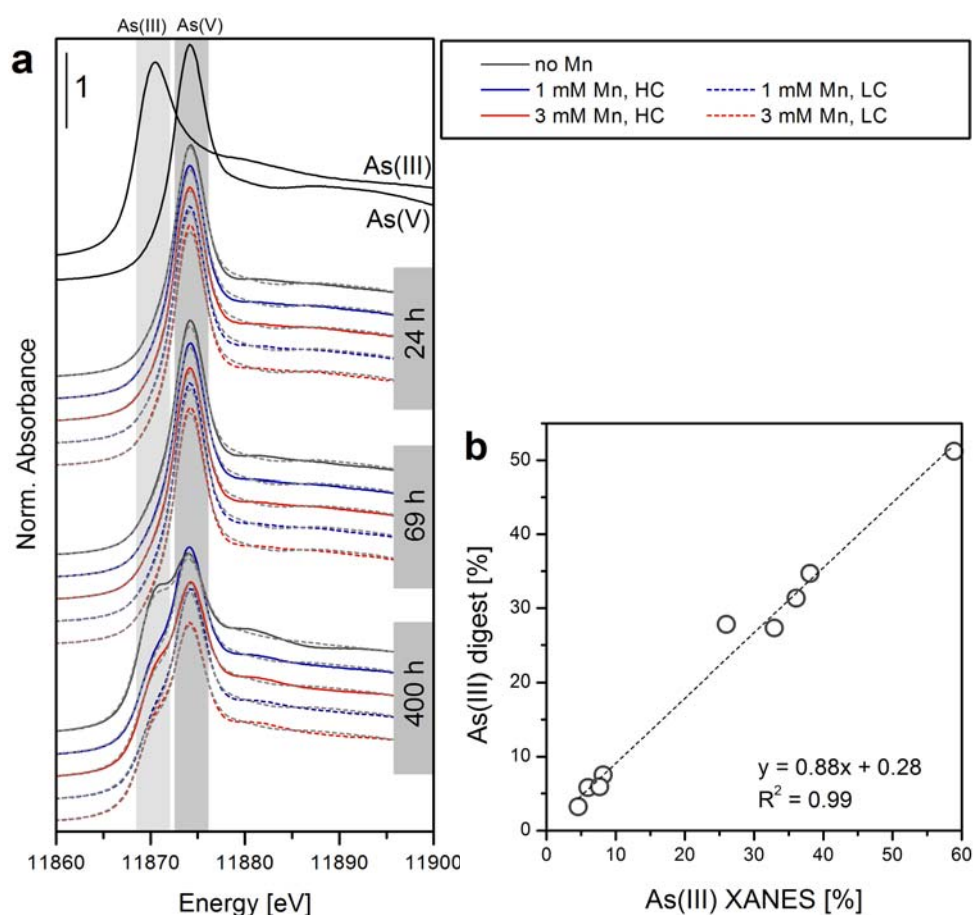 As(III) As(V)
a
1
no Mn
1 mM Mn, HC
1 mM Mn, LC
3 mM Mn, HC
3 mM Mn, LC
As(III)
As(V)
24 h
69 h
400 h
Norm. Absorbance
11860 11870 11880 11890 11900
Energy [eV]
b
As(III) digest [%]
50
40
30
20
10
0
y = 0.88x + 0.28
R² = 0.99
0 10 20 30 40 50 60
As(III) XANES [%]